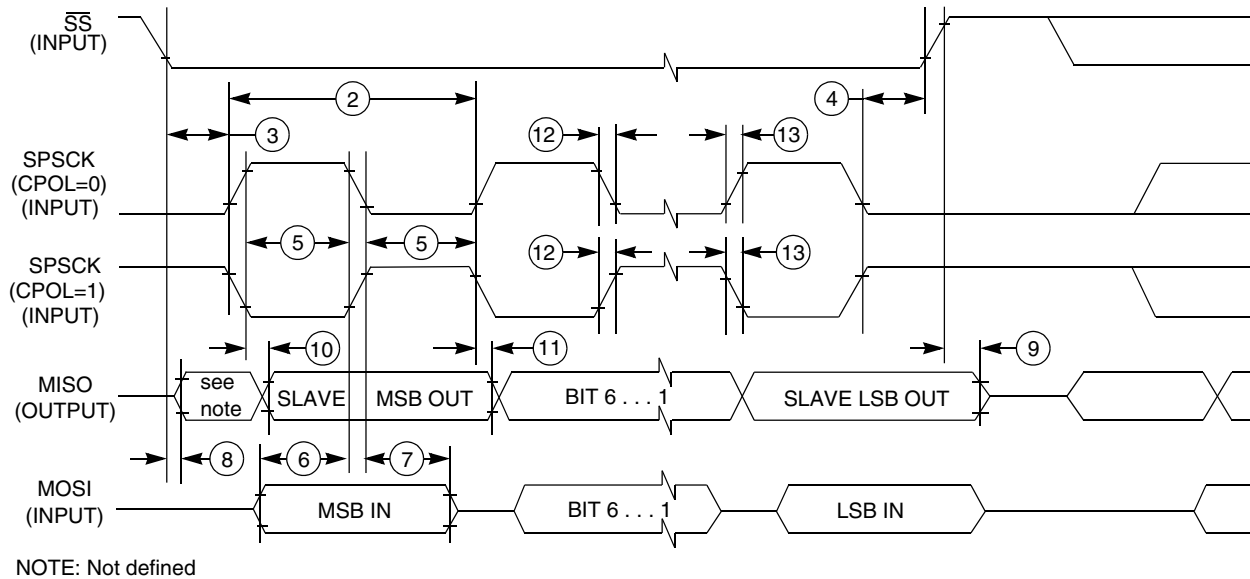 SS
(INPUT)
2
4
3
12
13
SPSCK
(CPOL=0)
(INPUT)
5
5
12
13
SPSCK
(CPOL=1)
(INPUT)
10
11
9
MISO
(OUTPUT)
see
note
SLAVE
MSB OUT
BIT 6 . . . 1
SLAVE LSB OUT
8
6
7
MOSI
(INPUT)
MSB IN
BIT 6 . . . 1
LSB IN
NOTE: Not defined